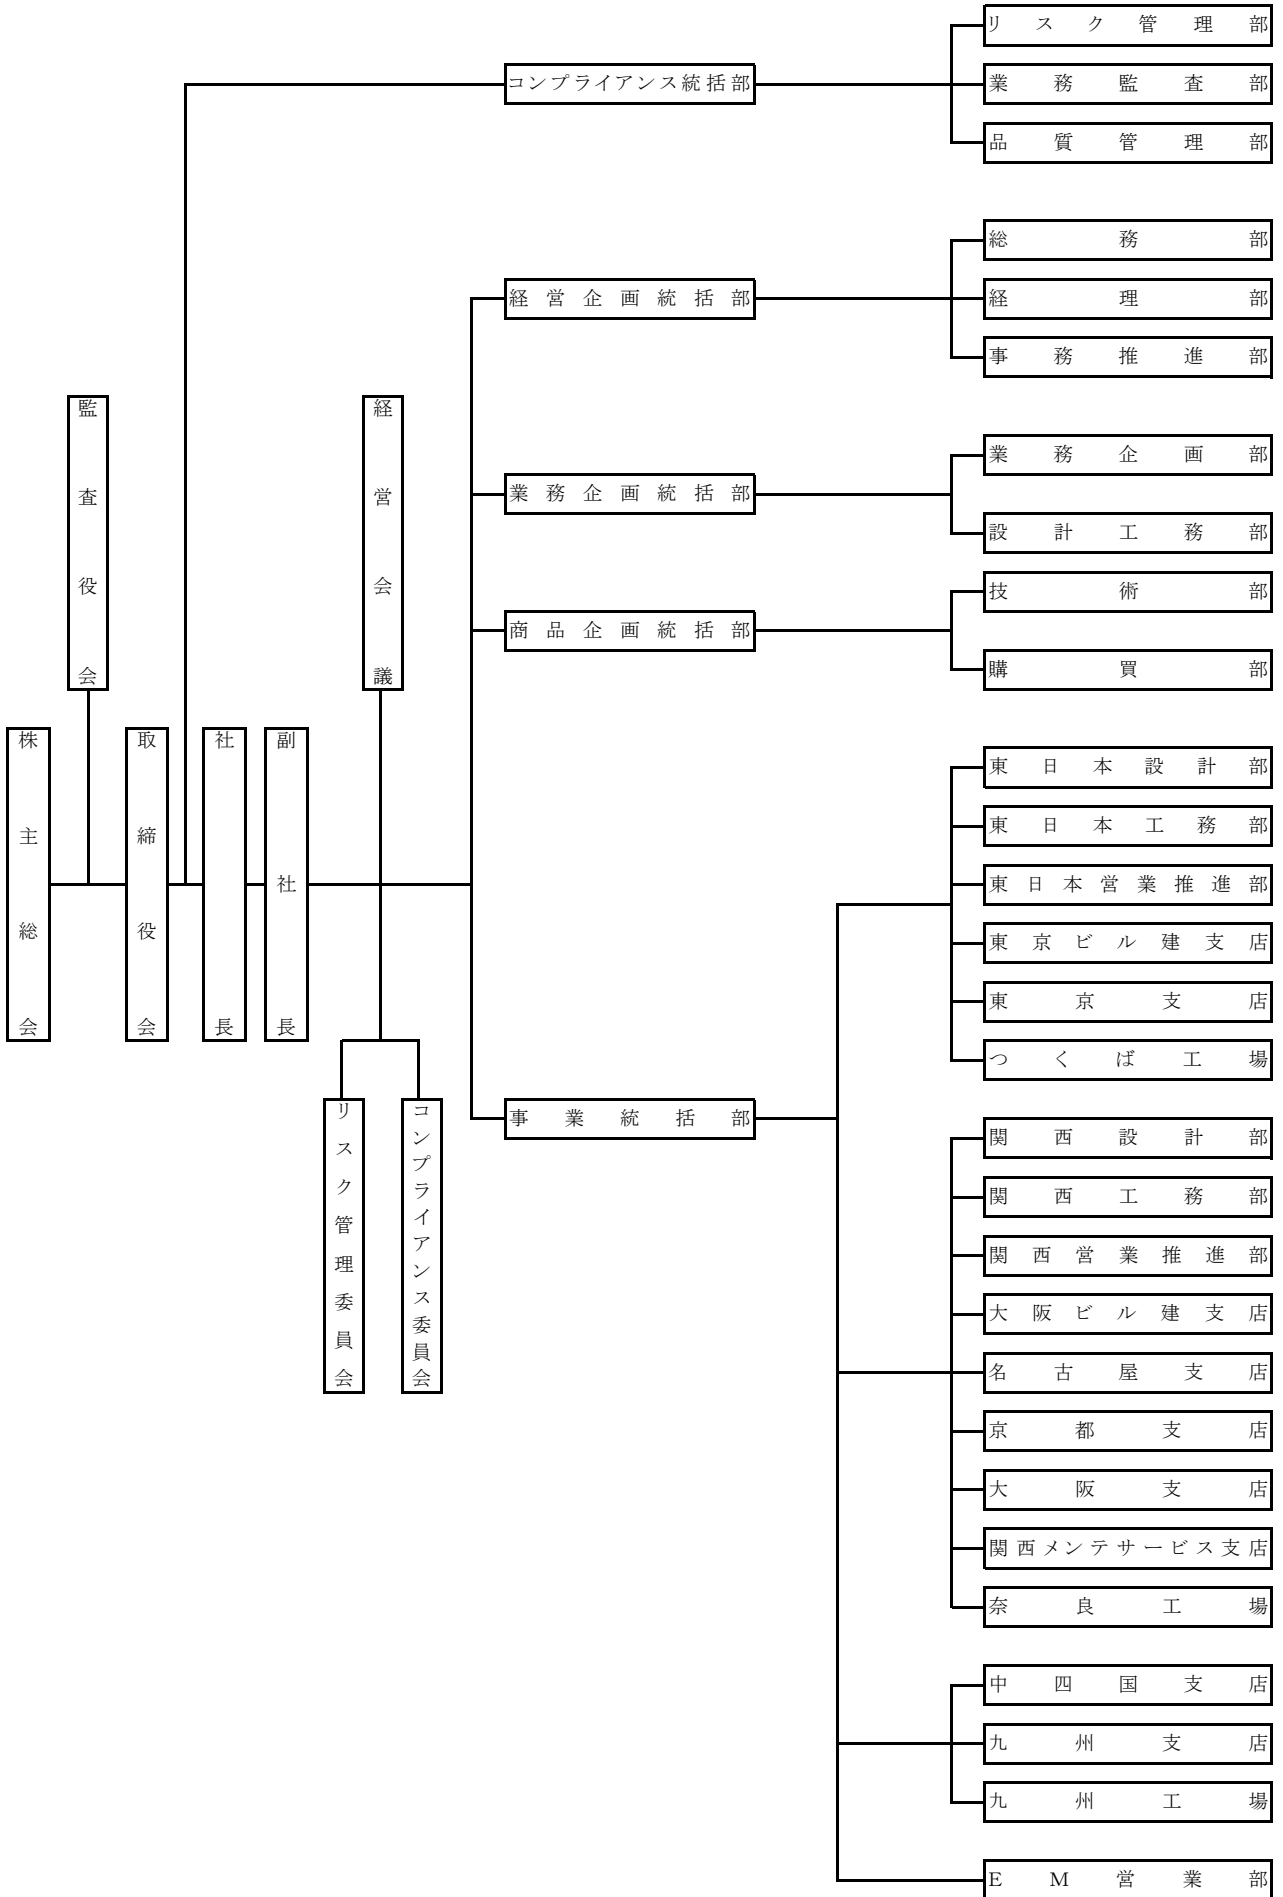 リスク管理部
コンプライアンス統括部
業務監査部
品質管理部
総務部
経営企画統括部
経理部
事務推進部
監査役会
経営会議
業務企画部
業務企画統括部
設計工務部
技術部
商品企画統括部
購買部
株主総会
取締役会
社長
副社長
東日本設計部
東日本工務部
東日本営業推進部
東京ビル建支店
東京支店
つくば工場
リスク管理委員会
コンプライアンス委員会
事業統括部
関西設計部
関西工務部
関西営業推進部
大阪ビル建支店
名古屋支店
京都支店
大阪支店
関西メンテサービス支店
奈良工場
中四国支店
九州支店
九州工場
EM営業部